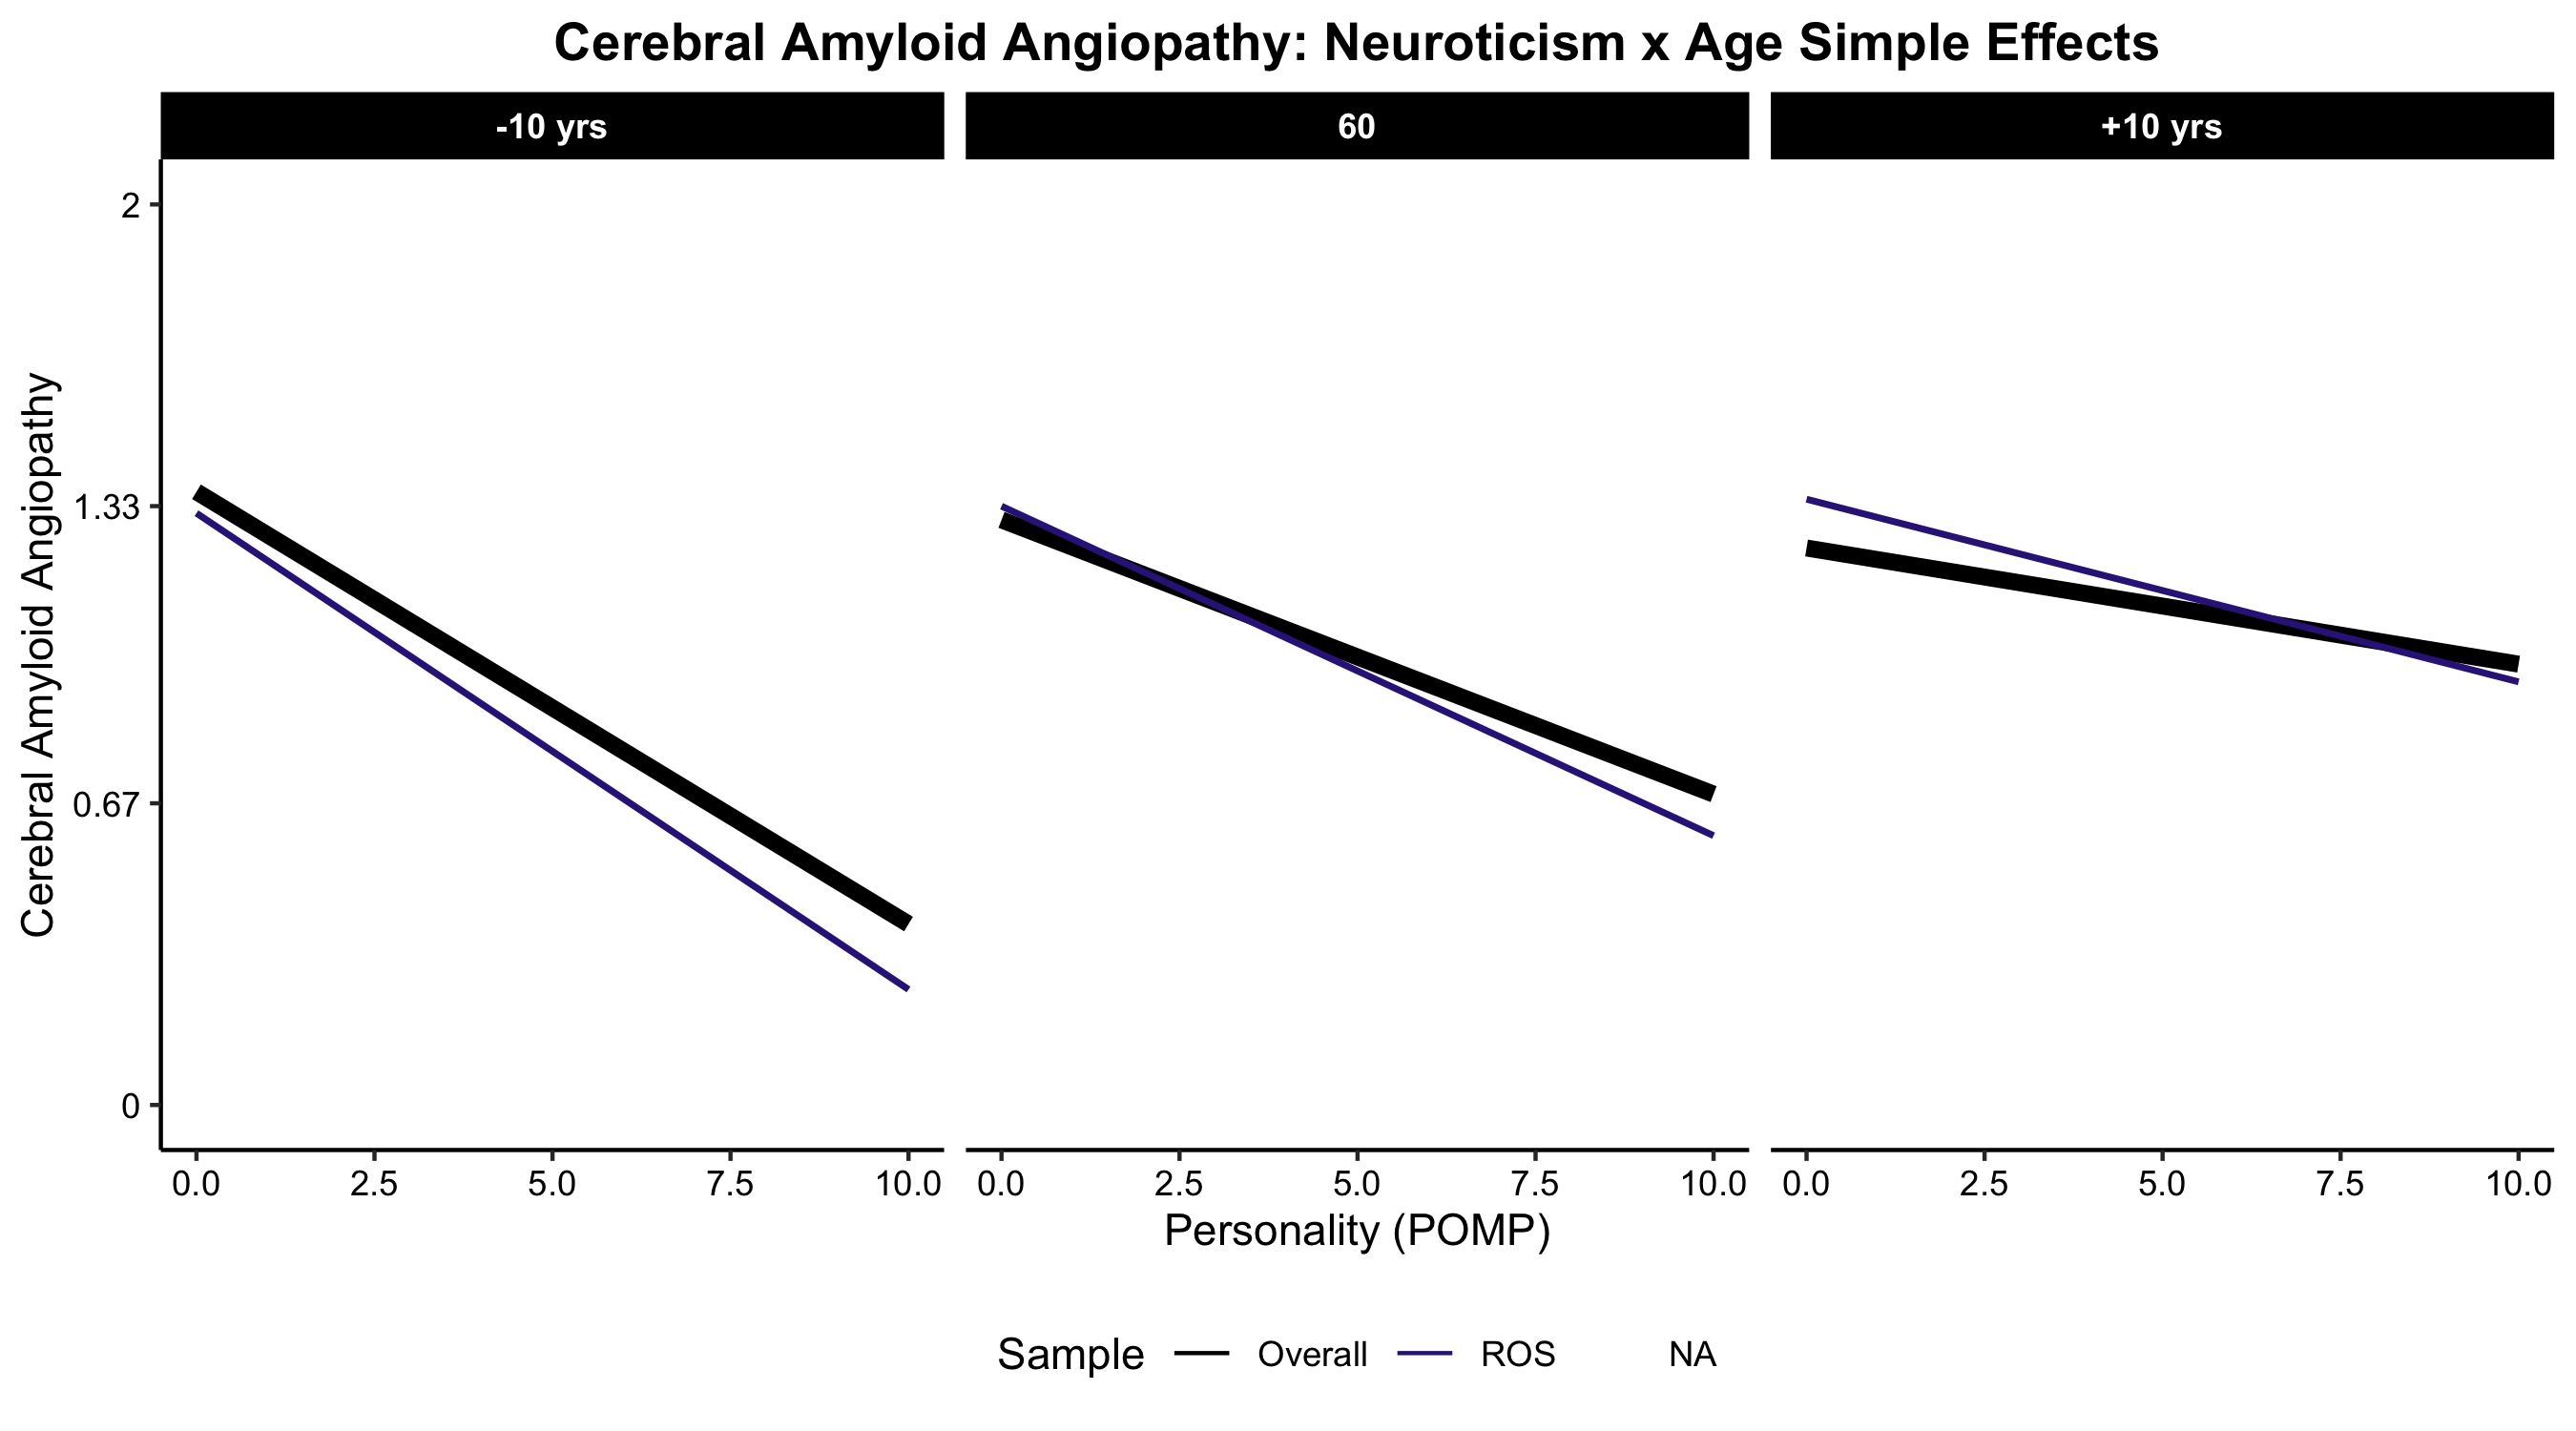 Cerebral Amyloid Angiopathy: Neuroticism x Age Simple Effects
-10 yrs
60
+10 yrs
Cerebral Amyloid Angiopathy
2
1.33
0.67
0
0.0 2.5 5.0 7.5 10.0
0.0 2.5 5.0 7.5 10.0
0.0 2.5 5.0 7.5 10.0
Personality (POMP)
Sample Overall ROS NA